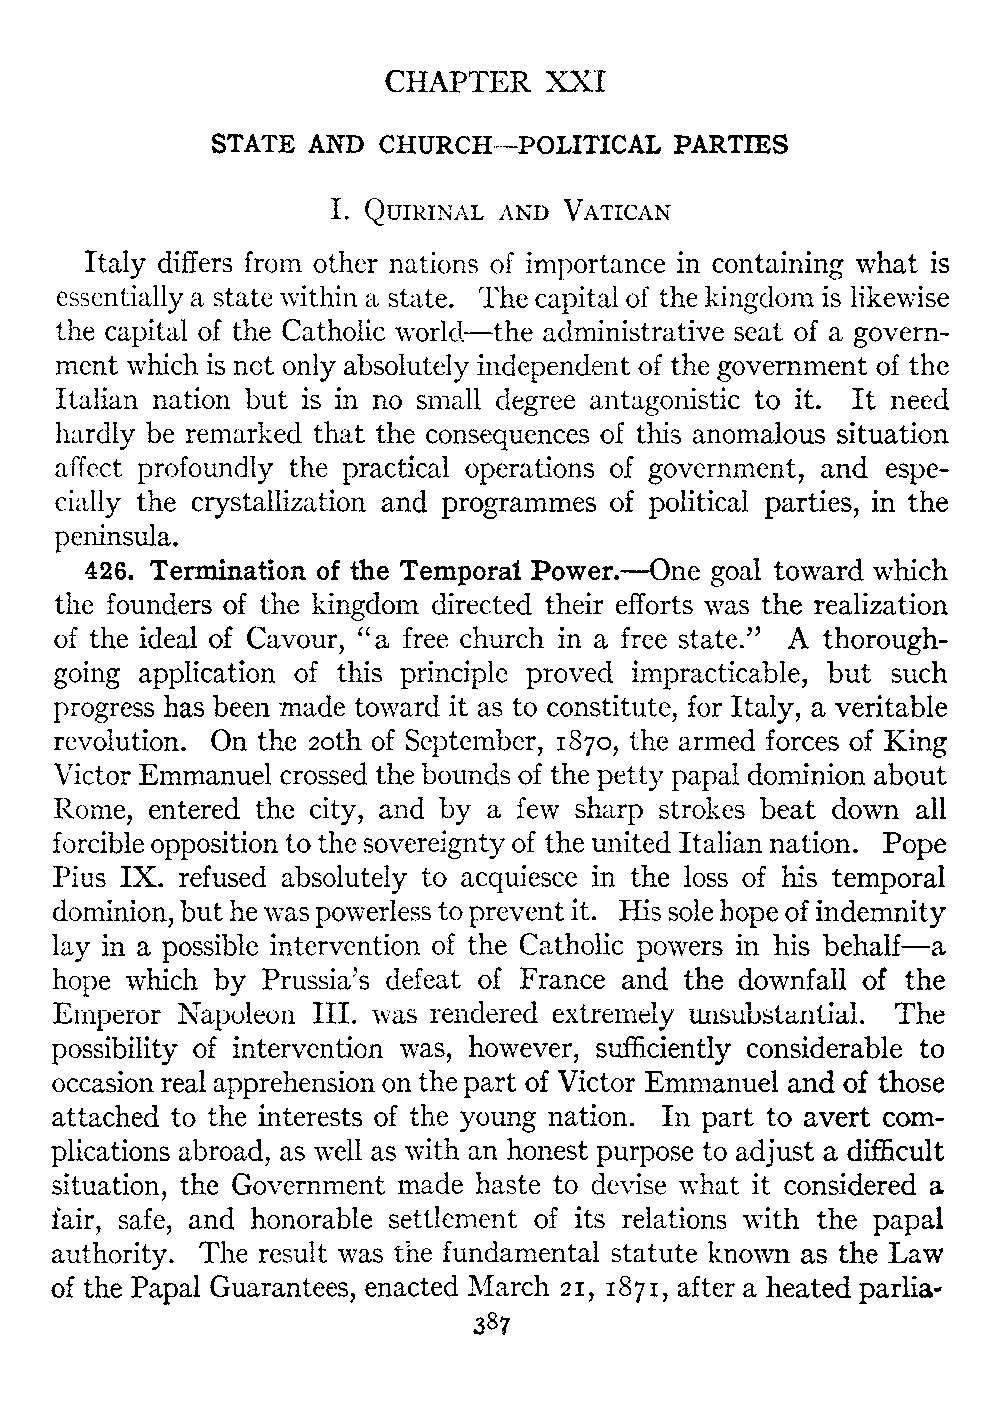 CHAPTER XXI
STATE AND CHURCH—POLITICAL PARTIES
I. QUIRINAL AND VATICAN
Italy differs from other nations of importance in containing what is
essentially a state within a state. The capital of the kingdom is likewise
the capital of the Catholic world—the administrative seat of a govern-
ment which is not only absolutely independent of the government of the
Italian nation but is in no small degree antagonistic to it. It need
hardly be remarked that the consequences of this anomalous situation
affect profoundly the practical operations of government, and espe-
cially the crystallization and programmes of political parties, in the
peninsula.
426. Termination of the Temporal Power.—One goal toward which
the founders of the kingdom directed their efforts was the realization
of the ideal of Cavour, “a free church in a free state.” A thorough-
going application of this principle proved impracticable, but such
progress has been made toward it as to constitute, for Italy, a veritable
revolution. On the 20th of September, 1870, the armed forces of King
Victor Emmanuel crossed the bounds of the petty papal dominion about
Rome, entered the city, and by a few sharp strokes beat down all
forcible opposition to the sovereignty of the united Italian nation. Pope
Pius IX. refused absolutely to acquiesce in the loss of his temporal
dominion, but he was powerless to prevent it. His sole hope of indemnity
lay in a possible intervention of the Catholic powers in his behalf—a
hope which by Prussia's defeat of France and the downfall of the
Emperor Napoleon III. was rendered extremely unsubstantial. The
possibility of intervention was, however, sufficiently considerable to
occasion real apprehension on the part of Victor Emmanuel and of those
attached to the interests of the young nation. In part to avert com-
plications abroad, as well as with an honest purpose to adjust a difficult
situation, the Government made haste to devise what it considered a
fair, safe, and honorable settlement of its relations with the papal
authority. The result was the fundamental statute known as the Law
of the Papal Guarantees, enacted March 21, 1871, after a heated parlia-
387